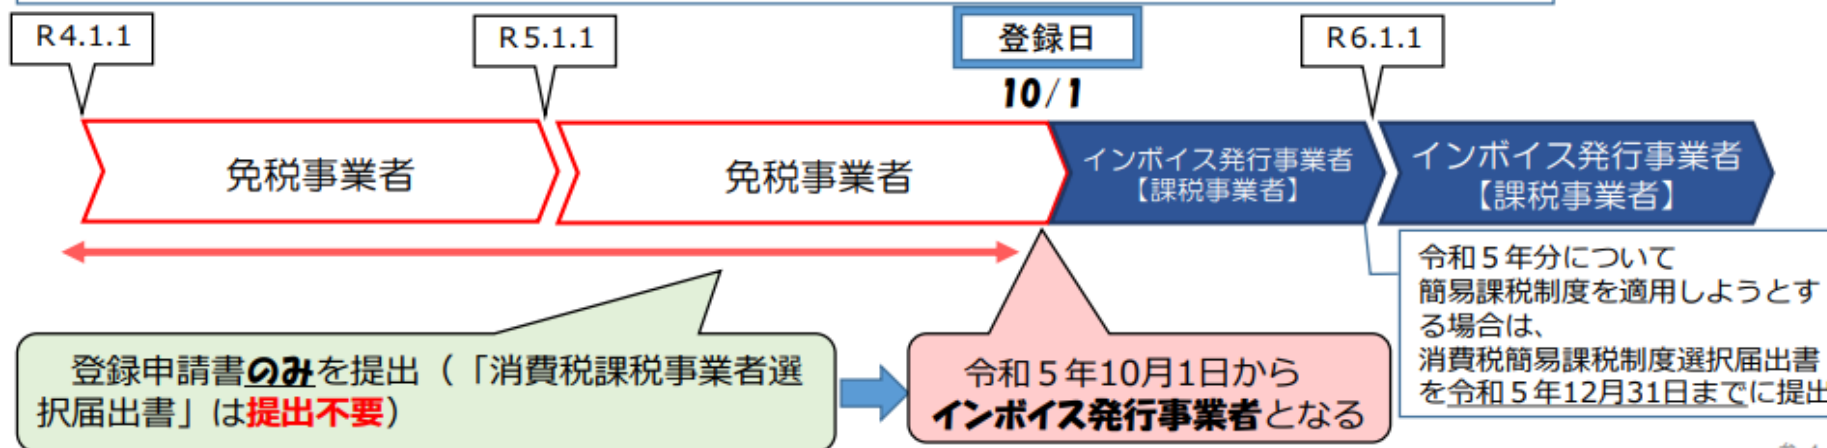 R4.1.1
R5.1.1
登録日
10/1
R6.1.1
免税事業者
免税事業者
インボイス発行事業者
【課税事業者】
インボイス発行事業者
【課税事業者】
令和5年分について
簡易課税制度を適用しようとす
る場合は、
消費税簡易課税制度選択届出書
を令和5年12月31日までに提出
登録申請書のみを提出（「消費税課税事業者選
択届出書」は提出不要）
令和5年10月1日から
インボイス発行事業者となる